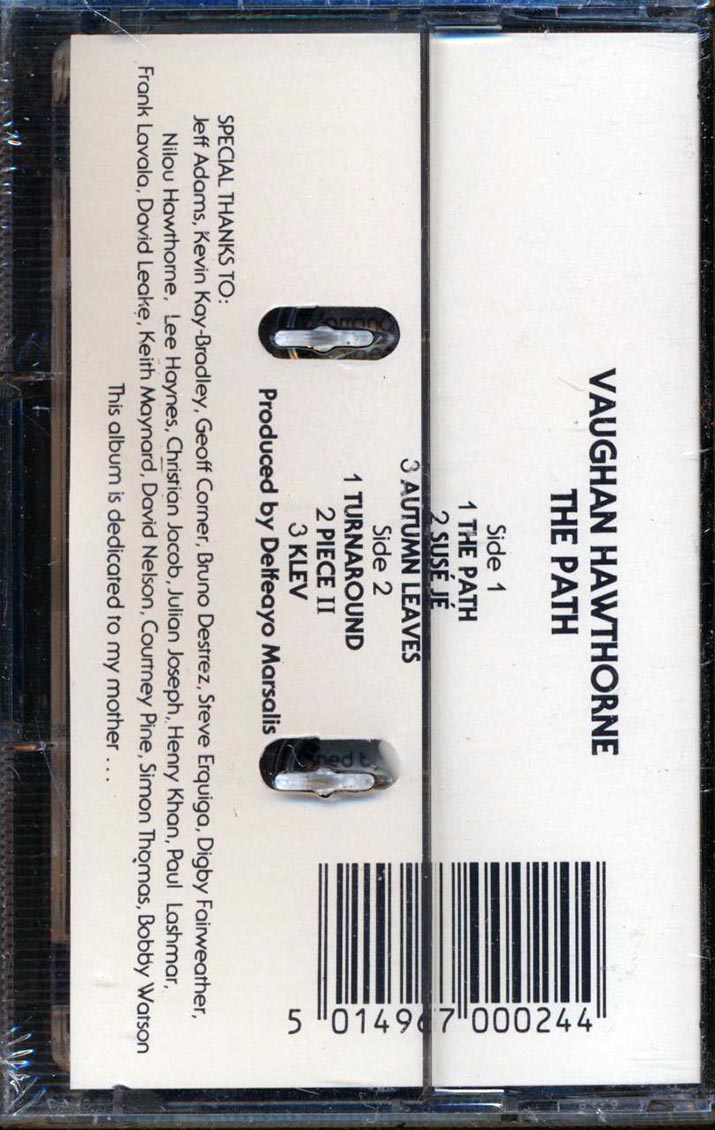 VAUGHAN HAWTHORNE
THE PATH
Side 1
1 THE PATH
2 SUSÉ JÉ
3 AUTUMN LEAVES
Side 2
1 TURNAROUND
2 PIECE II
3 KLEV
Produced by Delfeayo Marsalis
SPECIAL THANKS TO:
Jeff Adams, Kevin Kay-Bradley, Geoff Corner, Bruno Destrez, Steve Erquiga, Digby Fairweather,
Nilou Hawthorne, Lee Haynes, Christian Jacob, Julian Joseph, Henry Khan, Paul Lashmar,
Frank Lavala, David Leake, Keith Maynard, David Nelson, Courtney Pine, Simon Thomas, Bobby Watson
This album is dedicated to my mother ...
5 014967 000244